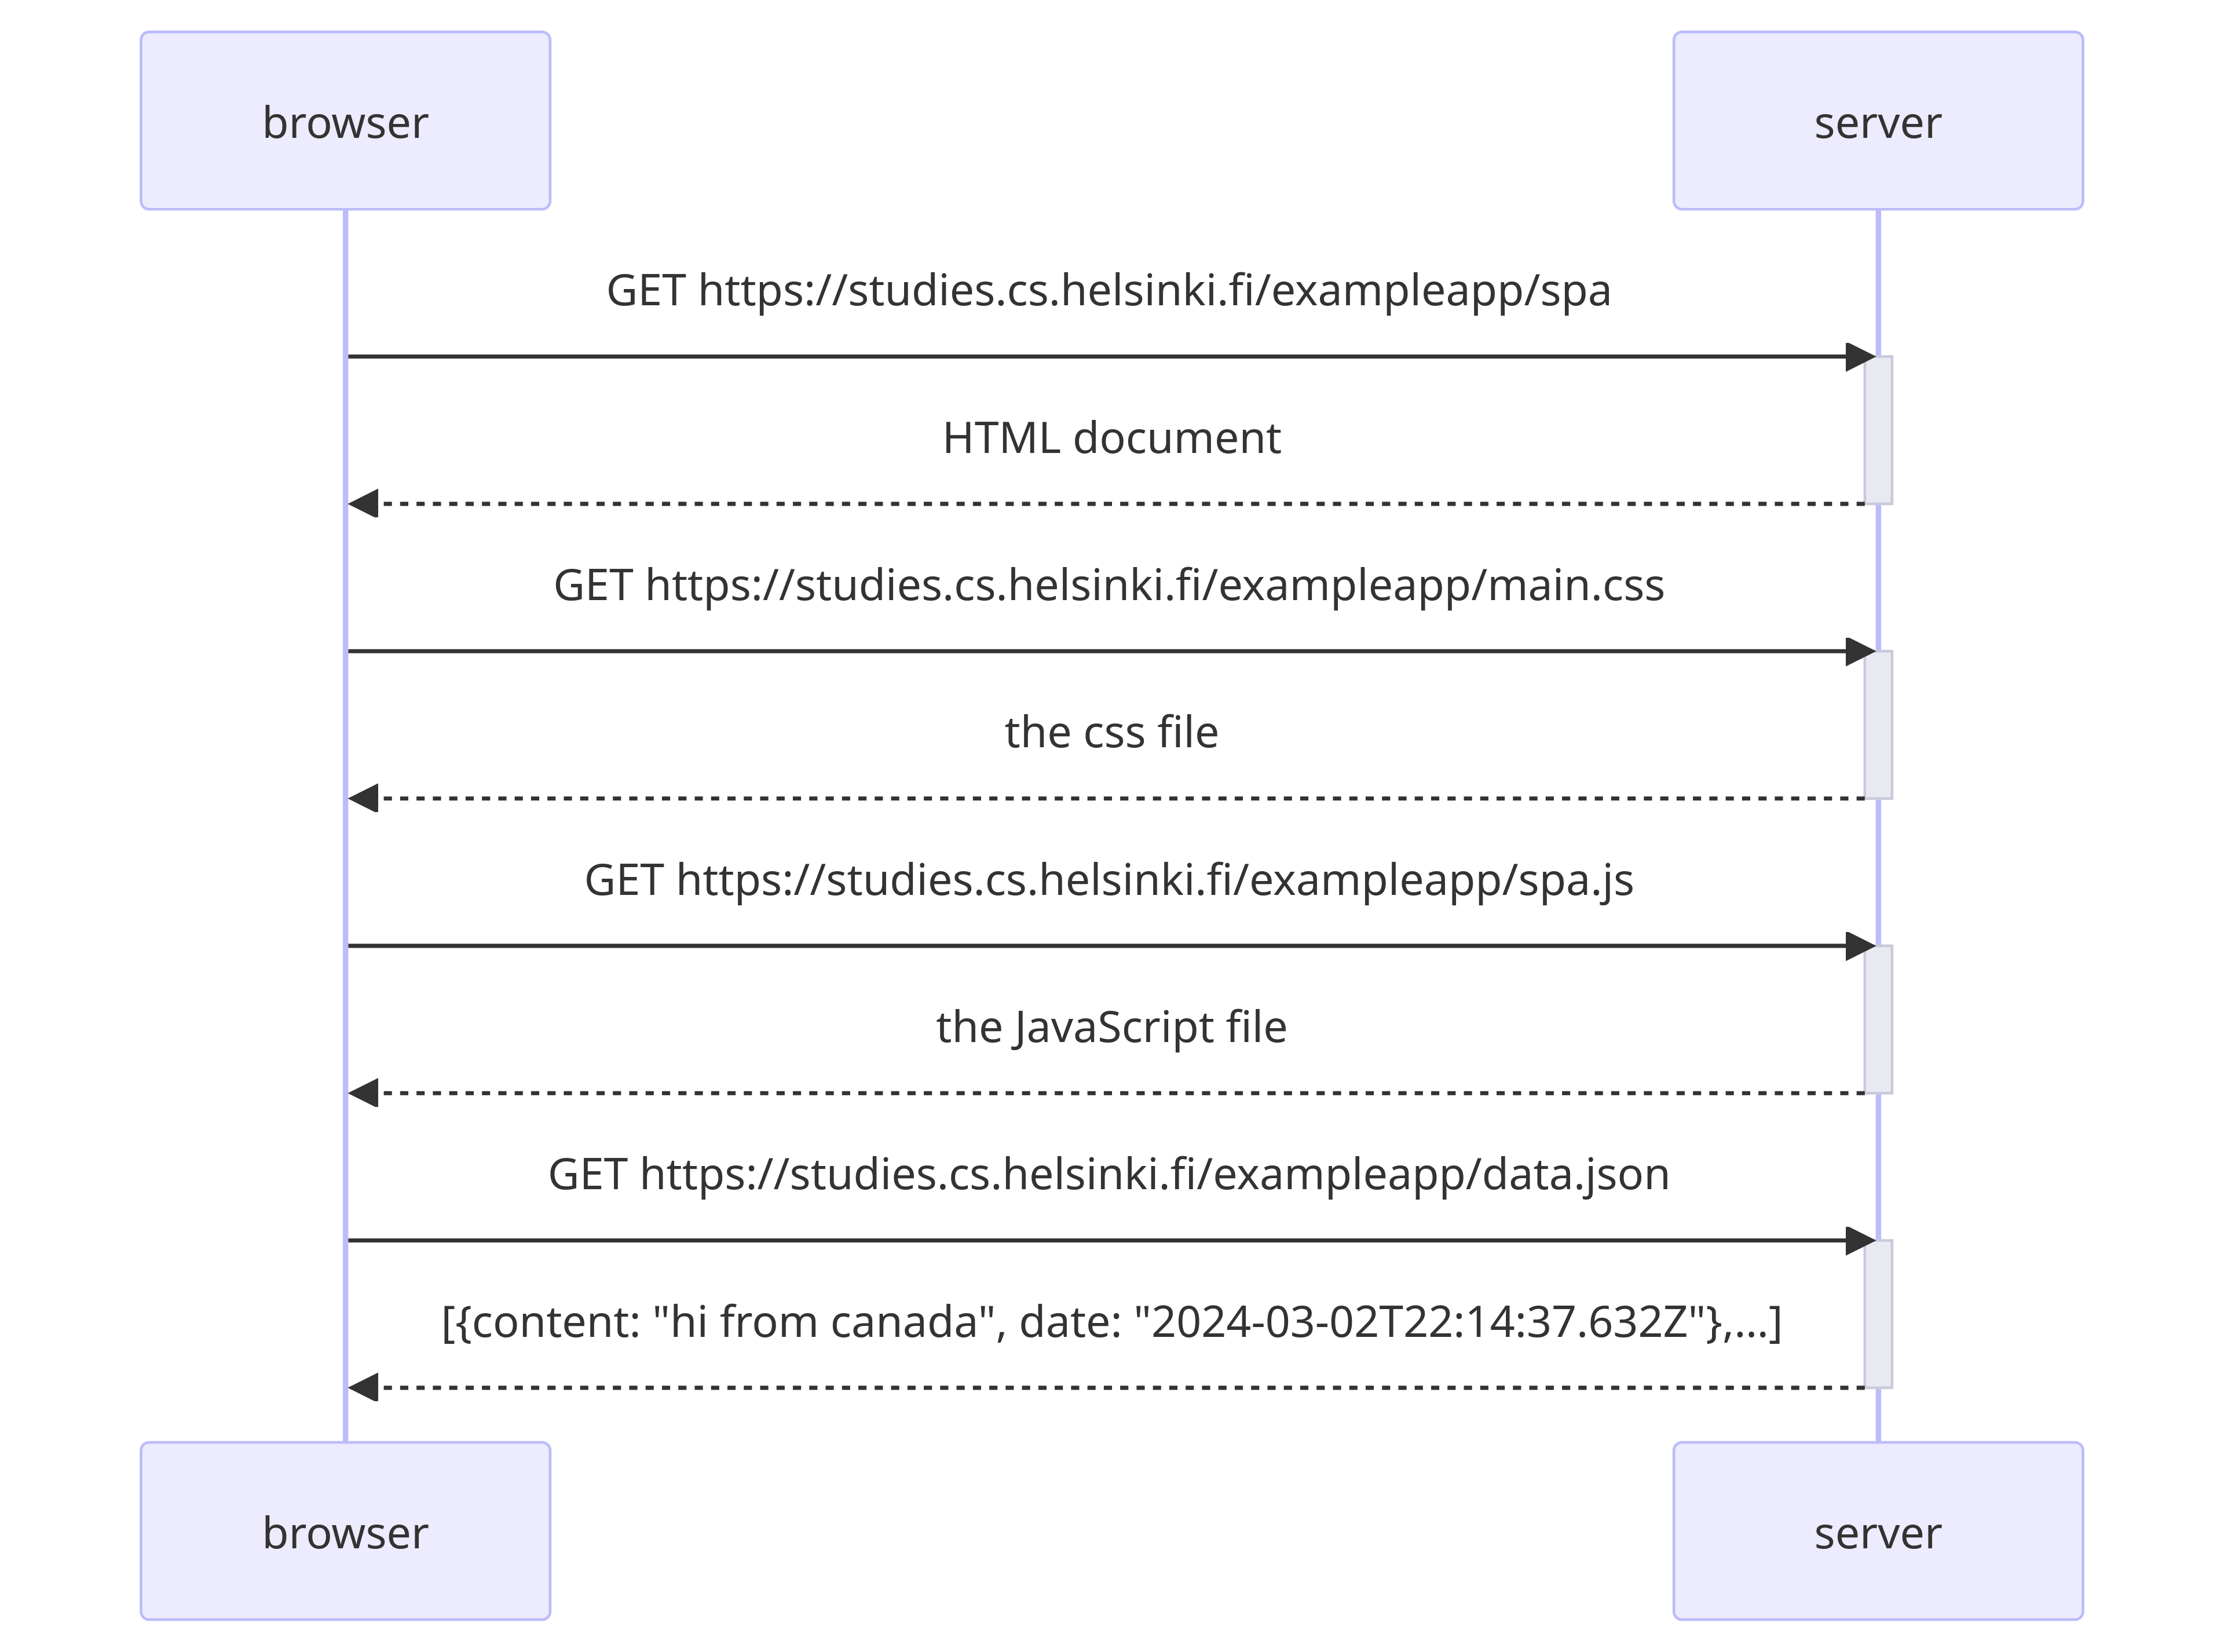 browser
server
GET https://studies.cs.helsinki.fi/exampleapp/spa
HTML document
GET https://studies.cs.helsinki.fi/exampleapp/main.css
the css file
GET https://studies.cs.helsinki.fi/exampleapp/spa.js
the JavaScript file
GET https://studies.cs.helsinki.fi/exampleapp/data.json
[{content: "hi from canada", date: "2024-03-02T22:14:37.632Z"},...]
browser
server